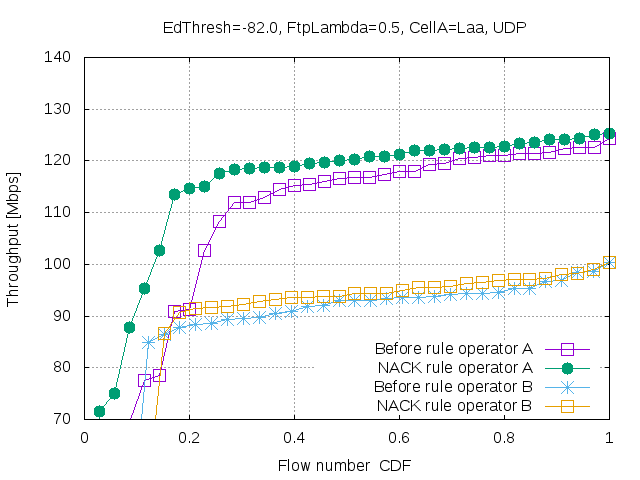 EdThresh=-82.0, FtpLambda=0.5, CellA=Laa, UDP
140
130
120
110
100
90
80
70
Throughput [Mbps]
Before rule operator A
NACK rule operator A
Before rule operator B
NACK rule operator B
0 0.2 0.4 0.6 0.8 1
Flow number CDF